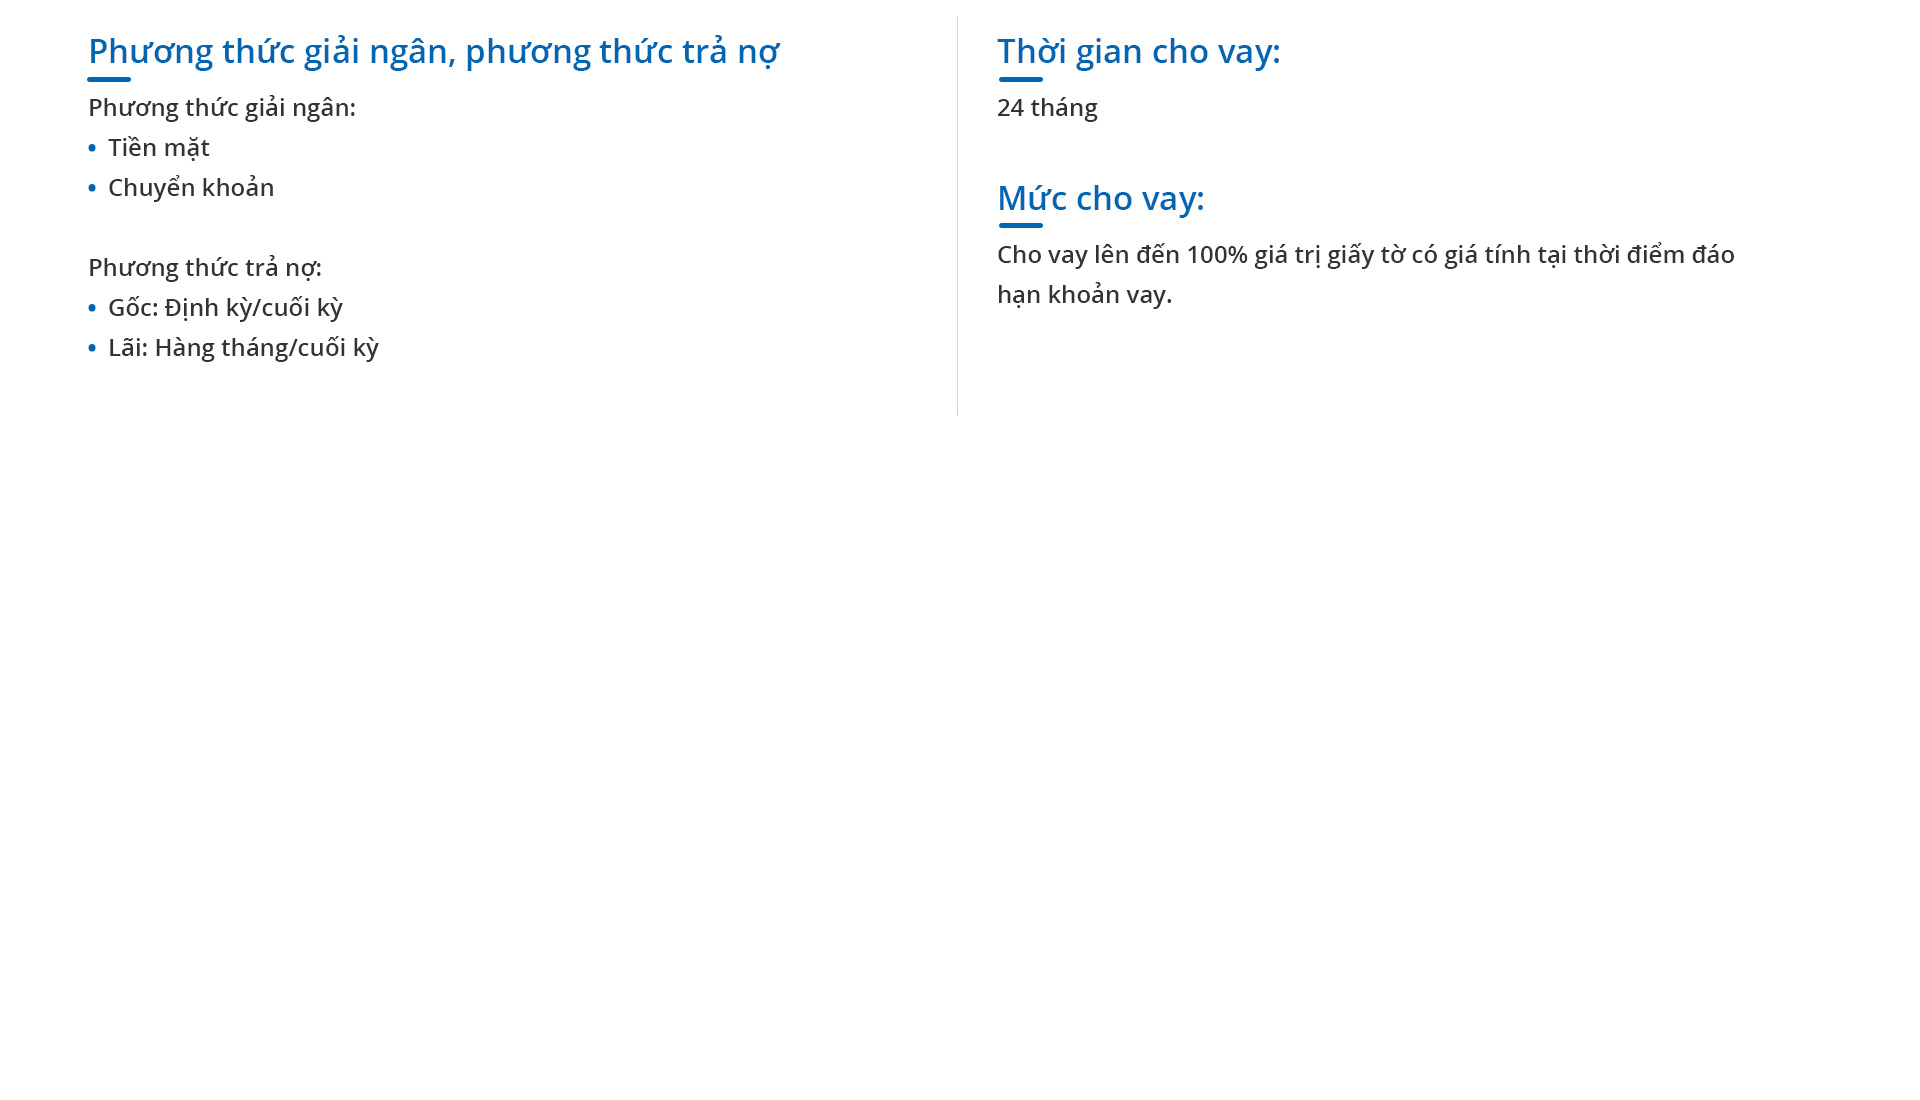 Phương thức giải ngân, phương thức trả nợ
Phương thức giải ngân:
• Tiền mặt
• Chuyển khoản
Phương thức trả nợ:
• Gốc: Định kỳ/cuối kỳ
• Lãi: Hàng tháng/cuối kỳ
Thời gian cho vay:
24 tháng
Mức cho vay:
Cho vay lên đến 100% giá trị giấy tờ có giá tính tại thời điểm đáo
hạn khoản vay.